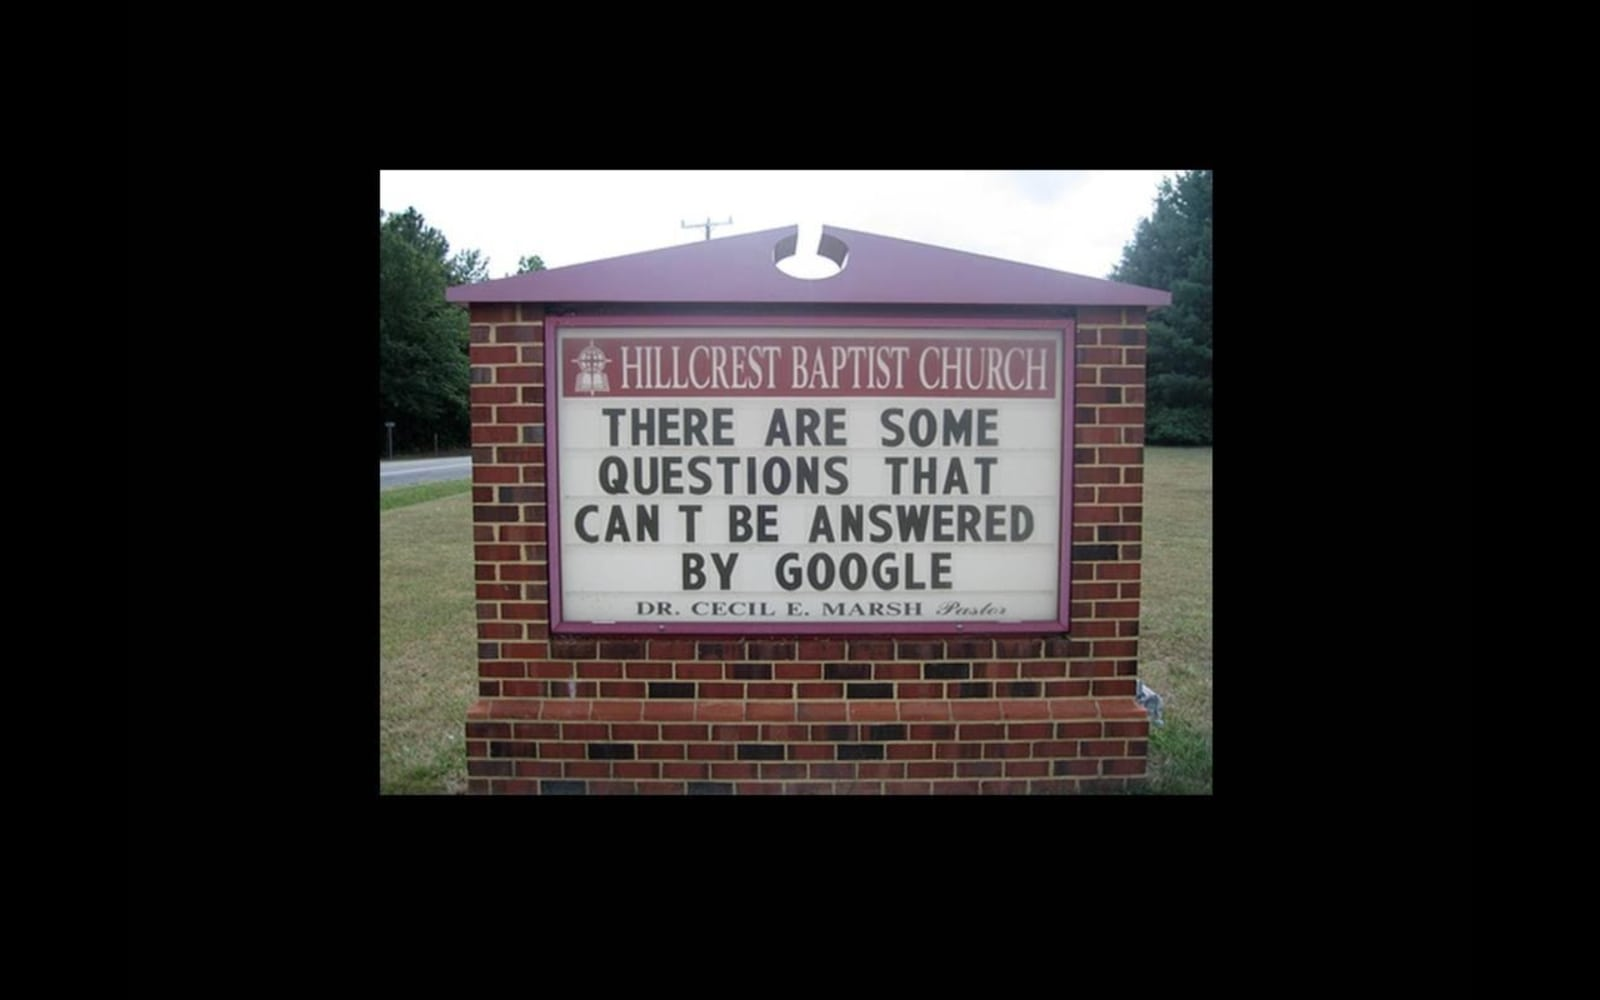 HILLCREST BAPTIST CHURCH
THERE ARE SOME
QUESTIONS THAT
CAN T BE ANSWERED
BY GOOGLE
DR. CECIL E. MARSH Pastor